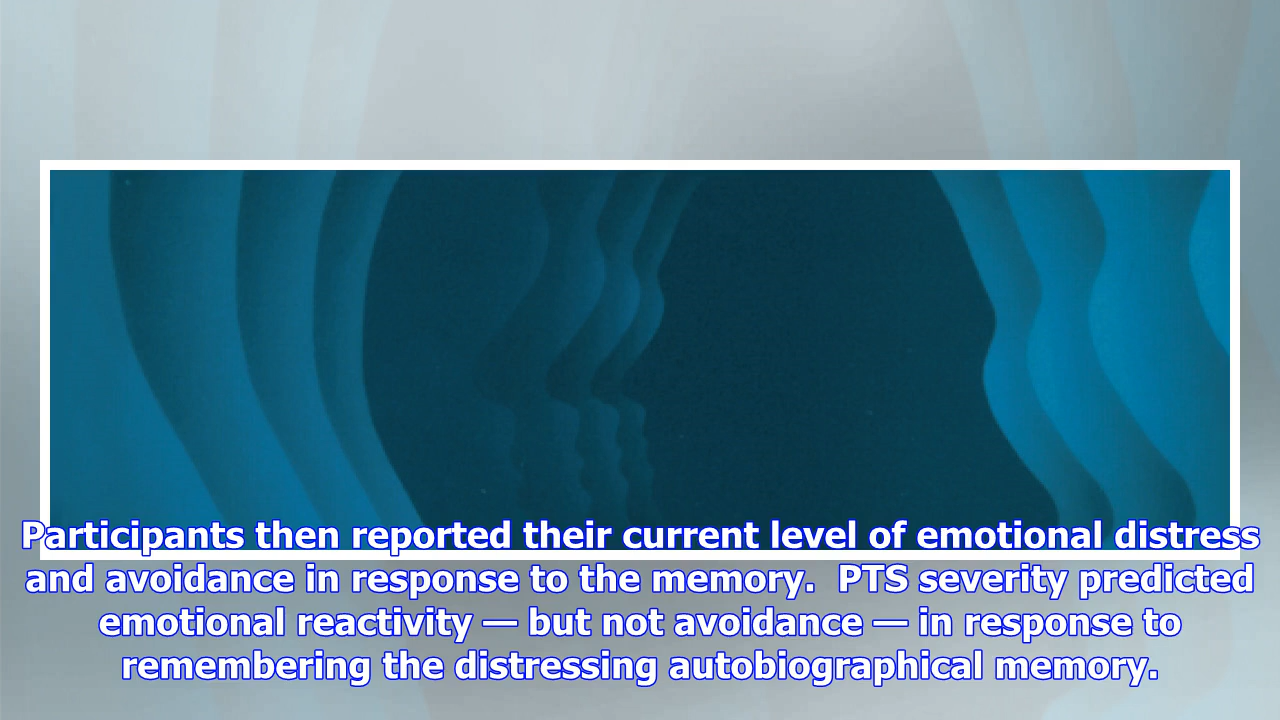 Participants then reported their current level of emotional distress
and avoidance in response to the memory.  PTS severity predicted
emotional reactivity — but not avoidance — in response to
remembering the distressing autobiographical memory.